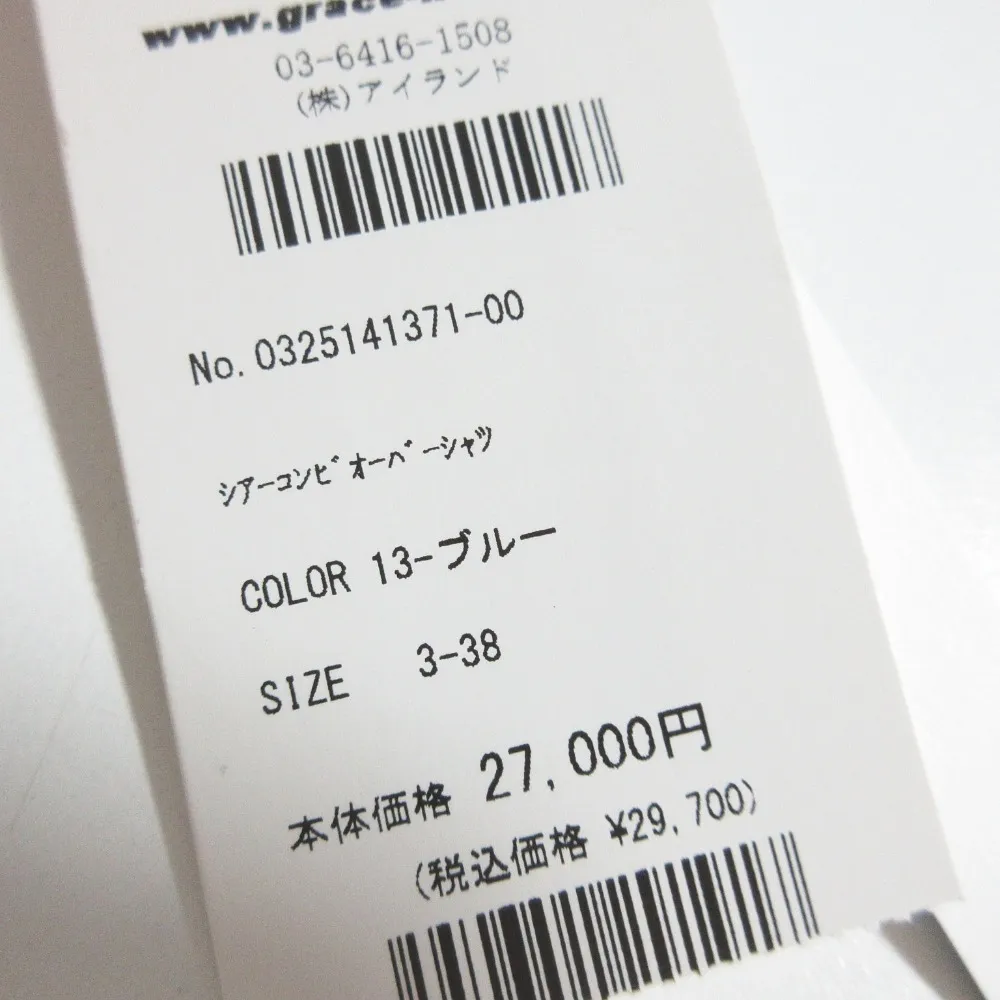 www.grace
03-6416-1508
(株)アイランド
No.0325141371-00
ｼｱｰｺﾝﾋﾞｵｰﾊﾞｰｼｬﾂ
COLOR 13-ブルー
SIZE 3-38
本体価格 27,000円
(税込価格 ¥29,700)